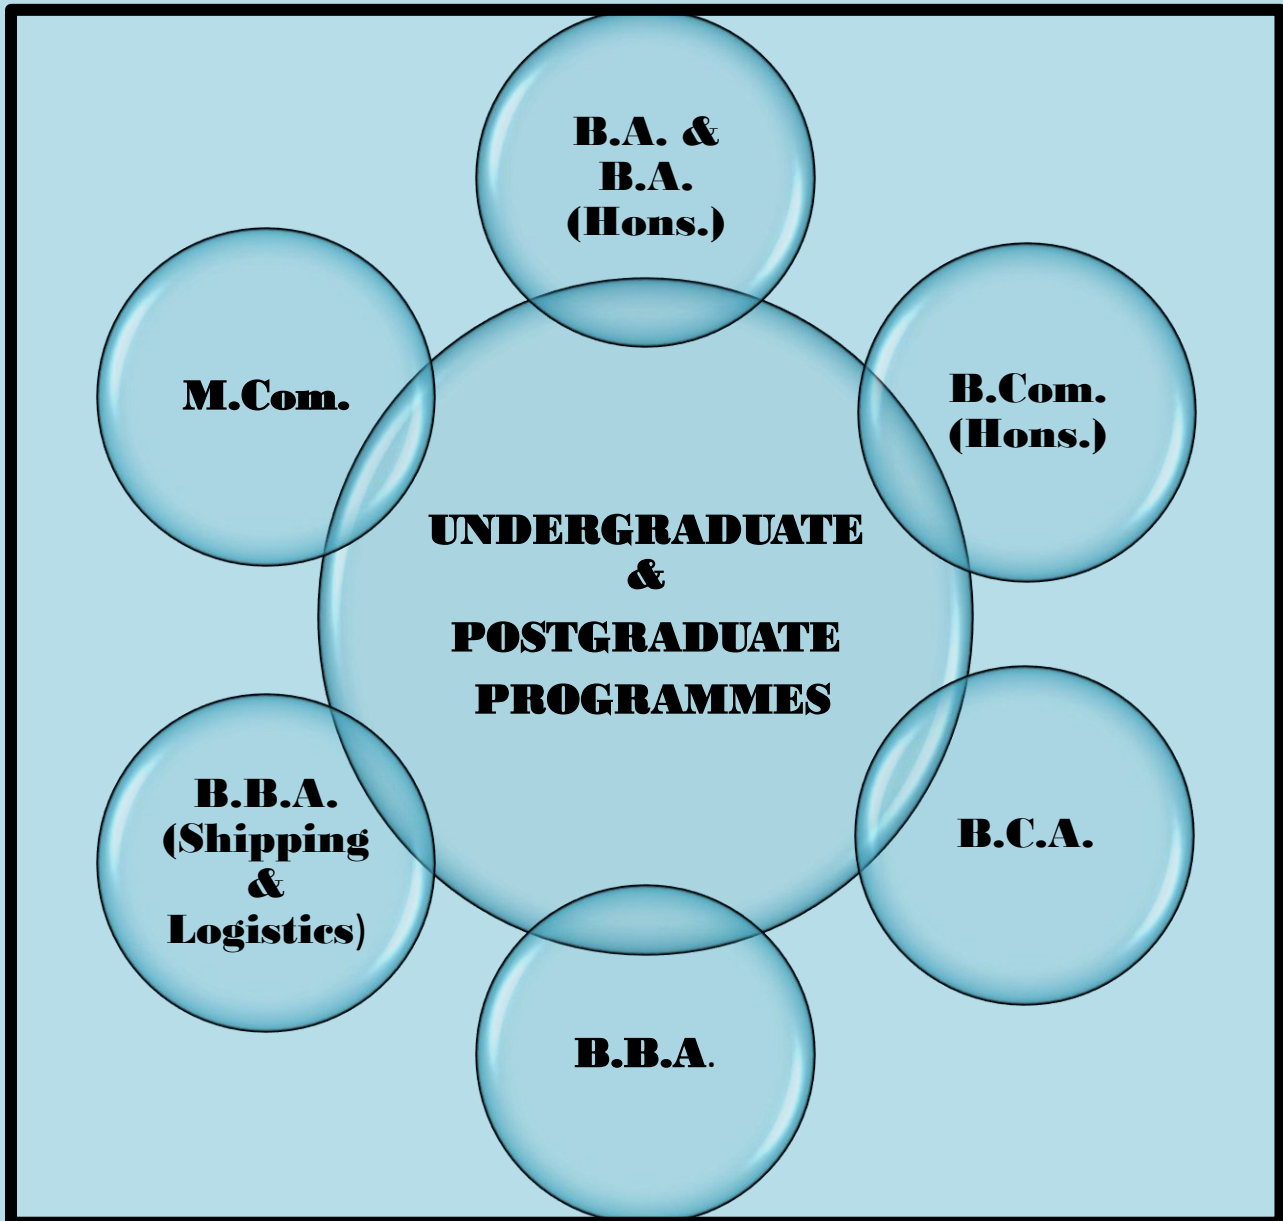 B.A. &
B.A.
(Hons.)
M.Com.
B.Com.
(Hons.)
UNDERGRADUATE
&
POSTGRADUATE
PROGRAMMES
B.B.A.
(Shipping
&
Logistics)
B.C.A.
B.B.A.